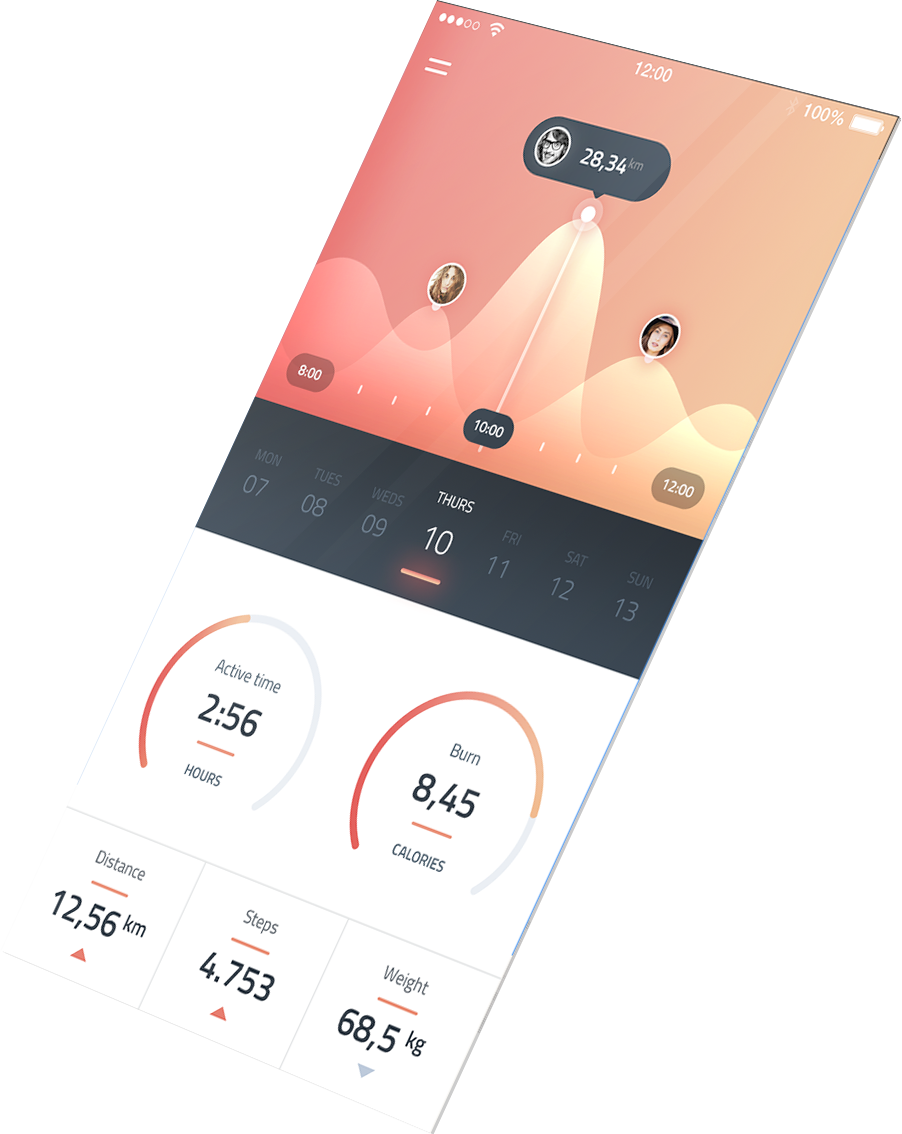 12:00
100%
28,34 km
8:00
10:00
12:00
MON TUES WEDS THURS FRI SAT SUN
07 08 09 10 11 12 13
Active time
2:56
HOURS
Burn
8,45
CALORIES
Distance
12,56 km
Steps
4.753
Weight
68,5 kg